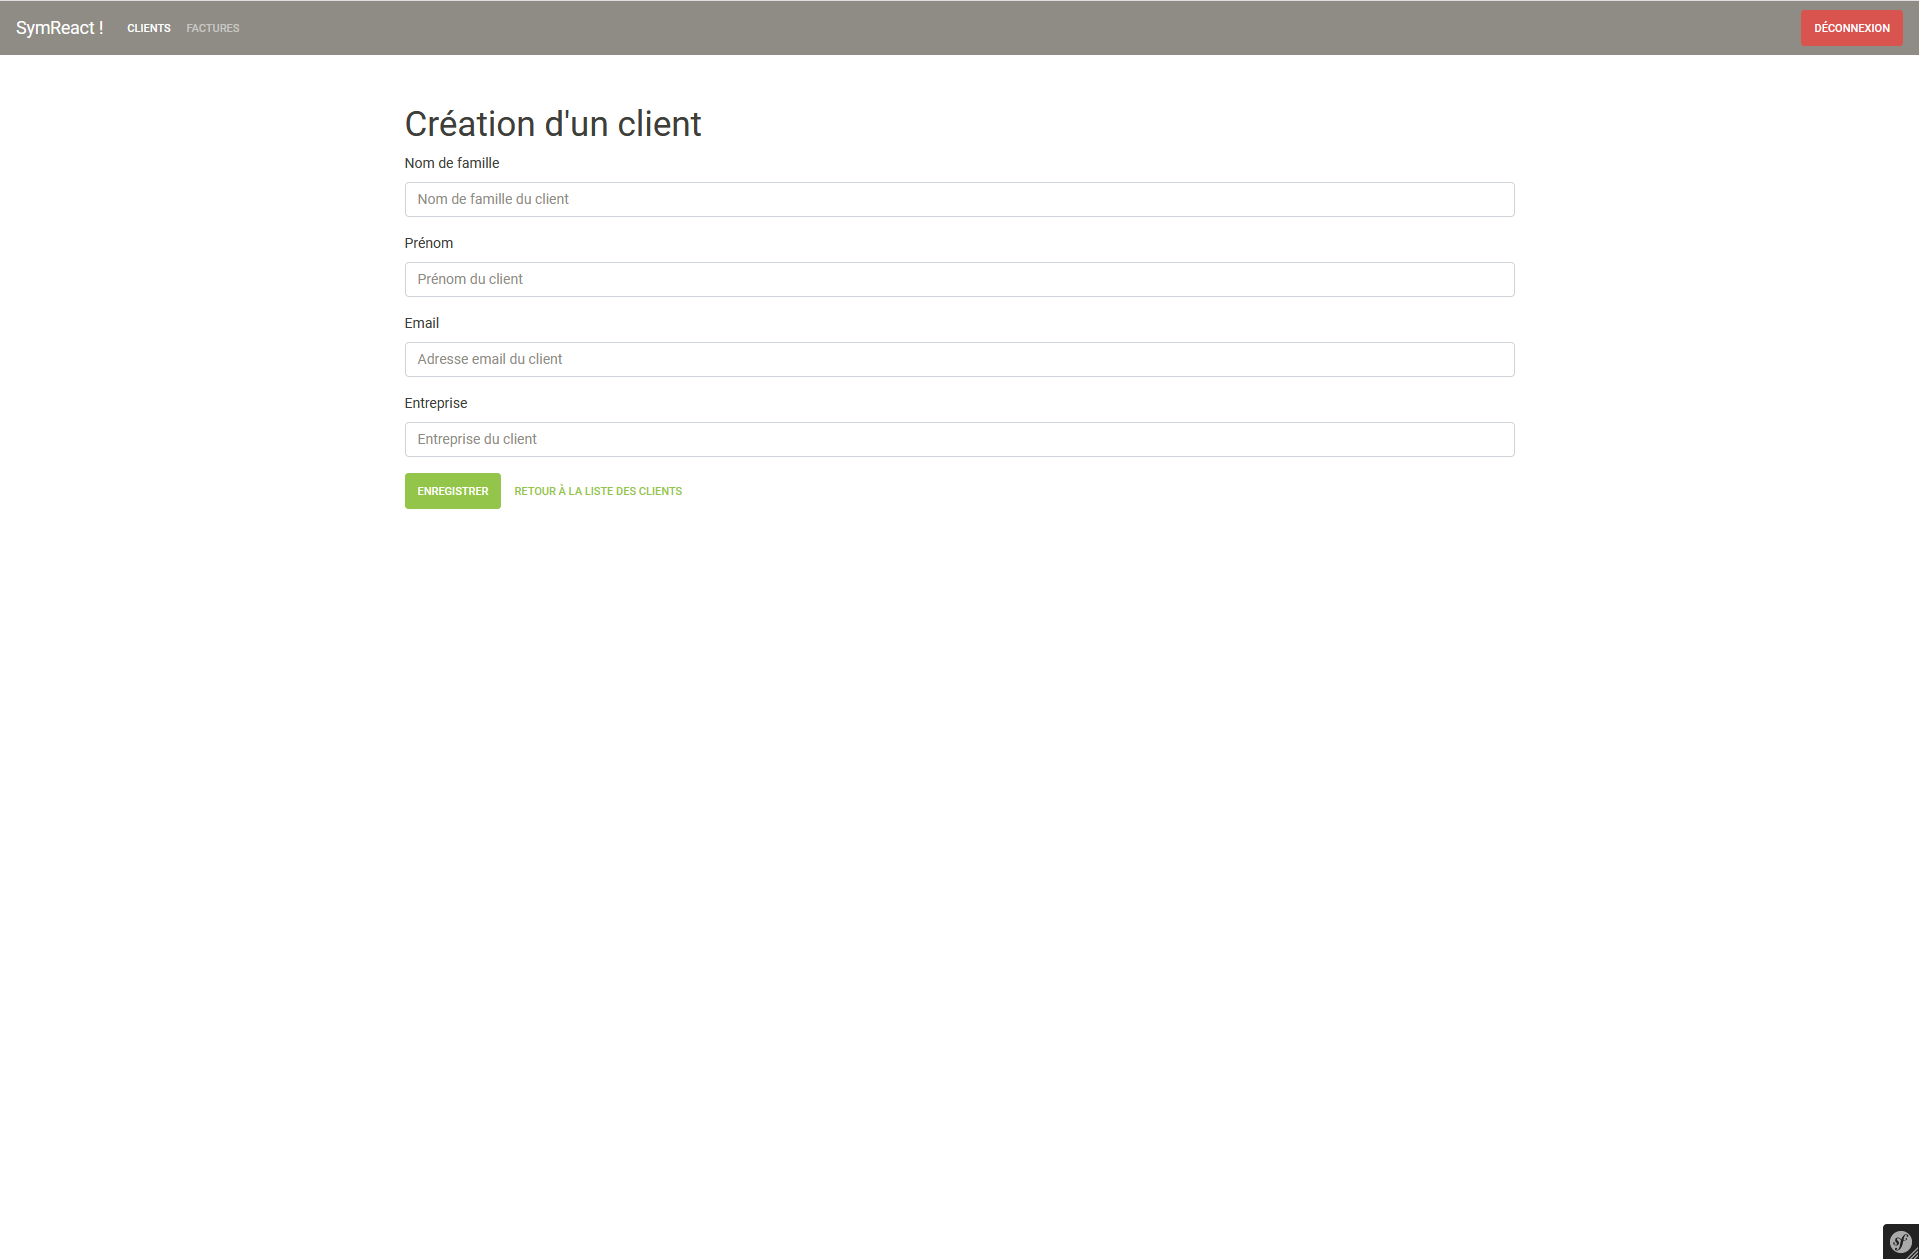 SymReact ! CLIENTS FACTURES DÉCONNEXION
Création d'un client
Nom de famille
Nom de famille du client
Prénom
Prénom du client
Email
Adresse email du client
Entreprise
Entreprise du client
ENREGISTRER RETOUR À LA LISTE DES CLIENTS
sf